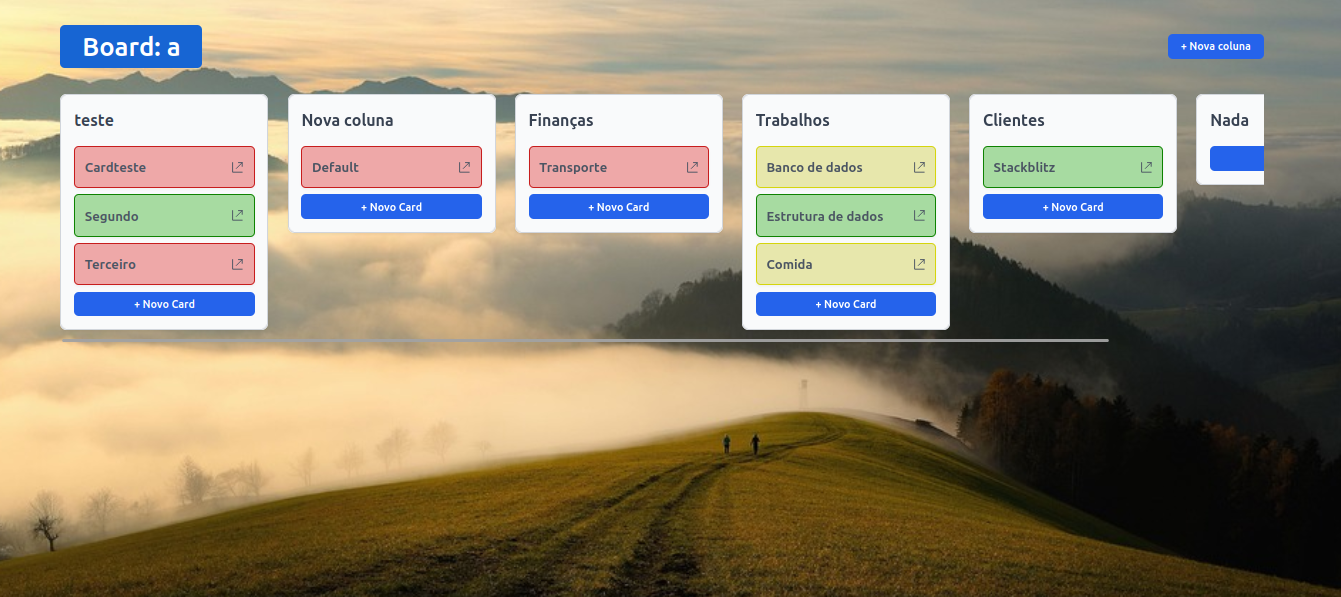 Board: a
+ Nova coluna
teste
Cardteste
Segundo
Terceiro
+ Novo Card
Nova coluna
Default
+ Novo Card
Finanças
Transporte
+ Novo Card
Trabalhos
Banco de dados
Estrutura de dados
Comida
+ Novo Card
Clientes
Stackblitz
+ Novo Card
Nada